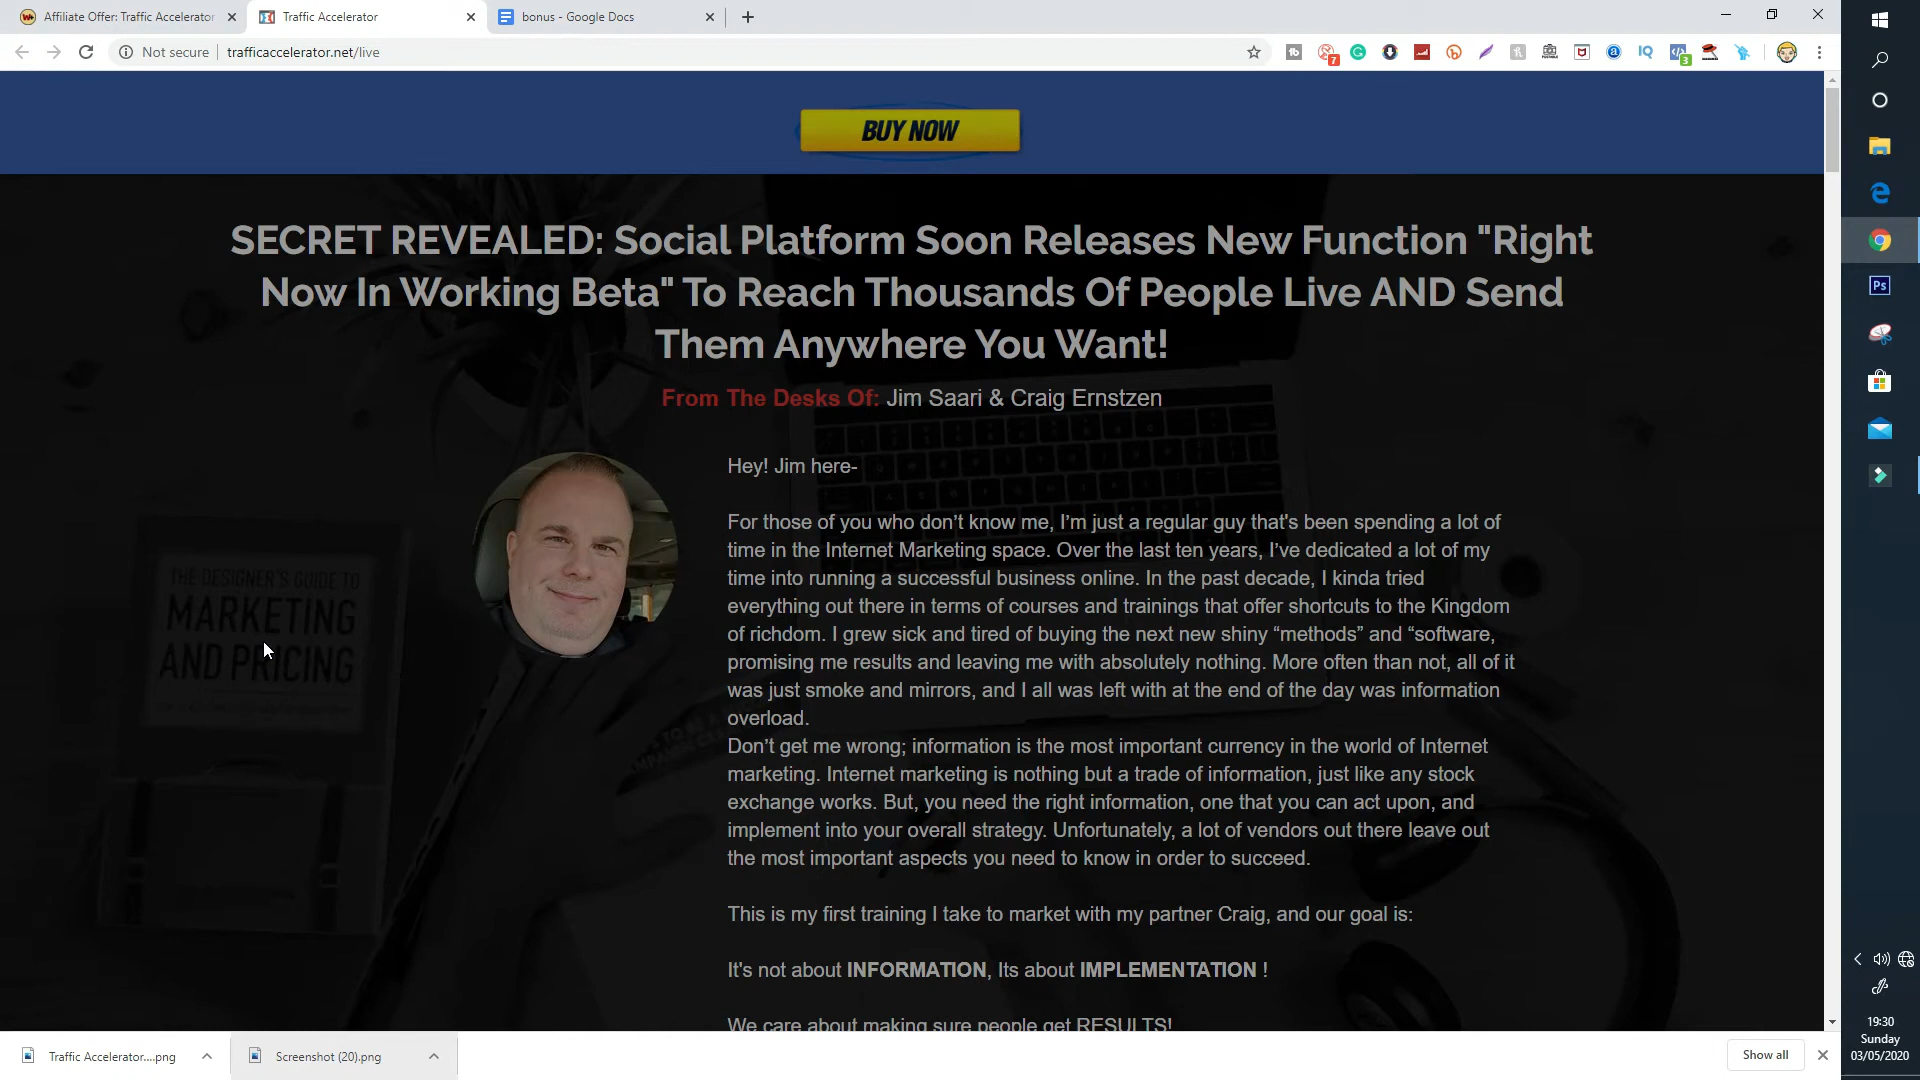 Affiliate Offer: Traffic Accelerator
Traffic Accelerator
bonus - Google Docs
Not secure
trafficaccelerator.net/live
7
IQ
3
BUY NOW
SECRET REVEALED: Social Platform Soon Releases New Function "Right
Now In Working Beta" To Reach Thousands Of People Live AND Send
Them Anywhere You Want!
From The Desks Of: Jim Saari & Craig Ernstzen
Hey! Jim here-
For those of you who don’t know me, I’m just a regular guy that's been spending a lot of
time in the Internet Marketing space. Over the last ten years, I’ve dedicated a lot of my
time into running a successful business online. In the past decade, I kinda tried
everything out there in terms of courses and trainings that offer shortcuts to the Kingdom
of richdom. I grew sick and tired of buying the next new shiny “methods” and “software,
promising me results and leaving me with absolutely nothing. More often than not, all of it
was just smoke and mirrors, and I all was left with at the end of the day was information
overload.
Don’t get me wrong; information is the most important currency in the world of Internet
marketing. Internet marketing is nothing but a trade of information, just like any stock
exchange works. But, you need the right information, one that you can act upon, and
implement into your overall strategy. Unfortunately, a lot of vendors out there leave out
the most important aspects you need to know in order to succeed.
This is my first training I take to market with my partner Craig, and our goal is:
It's not about INFORMATION, Its about IMPLEMENTATION !
We care about making sure people get RESULTS!
THE DESIGNER'S GUIDE TO
MARKETING
AND PRICING
Ps
Traffic Accelerator....png
Screenshot (20).png
Show all
19:30
Sunday
03/05/2020